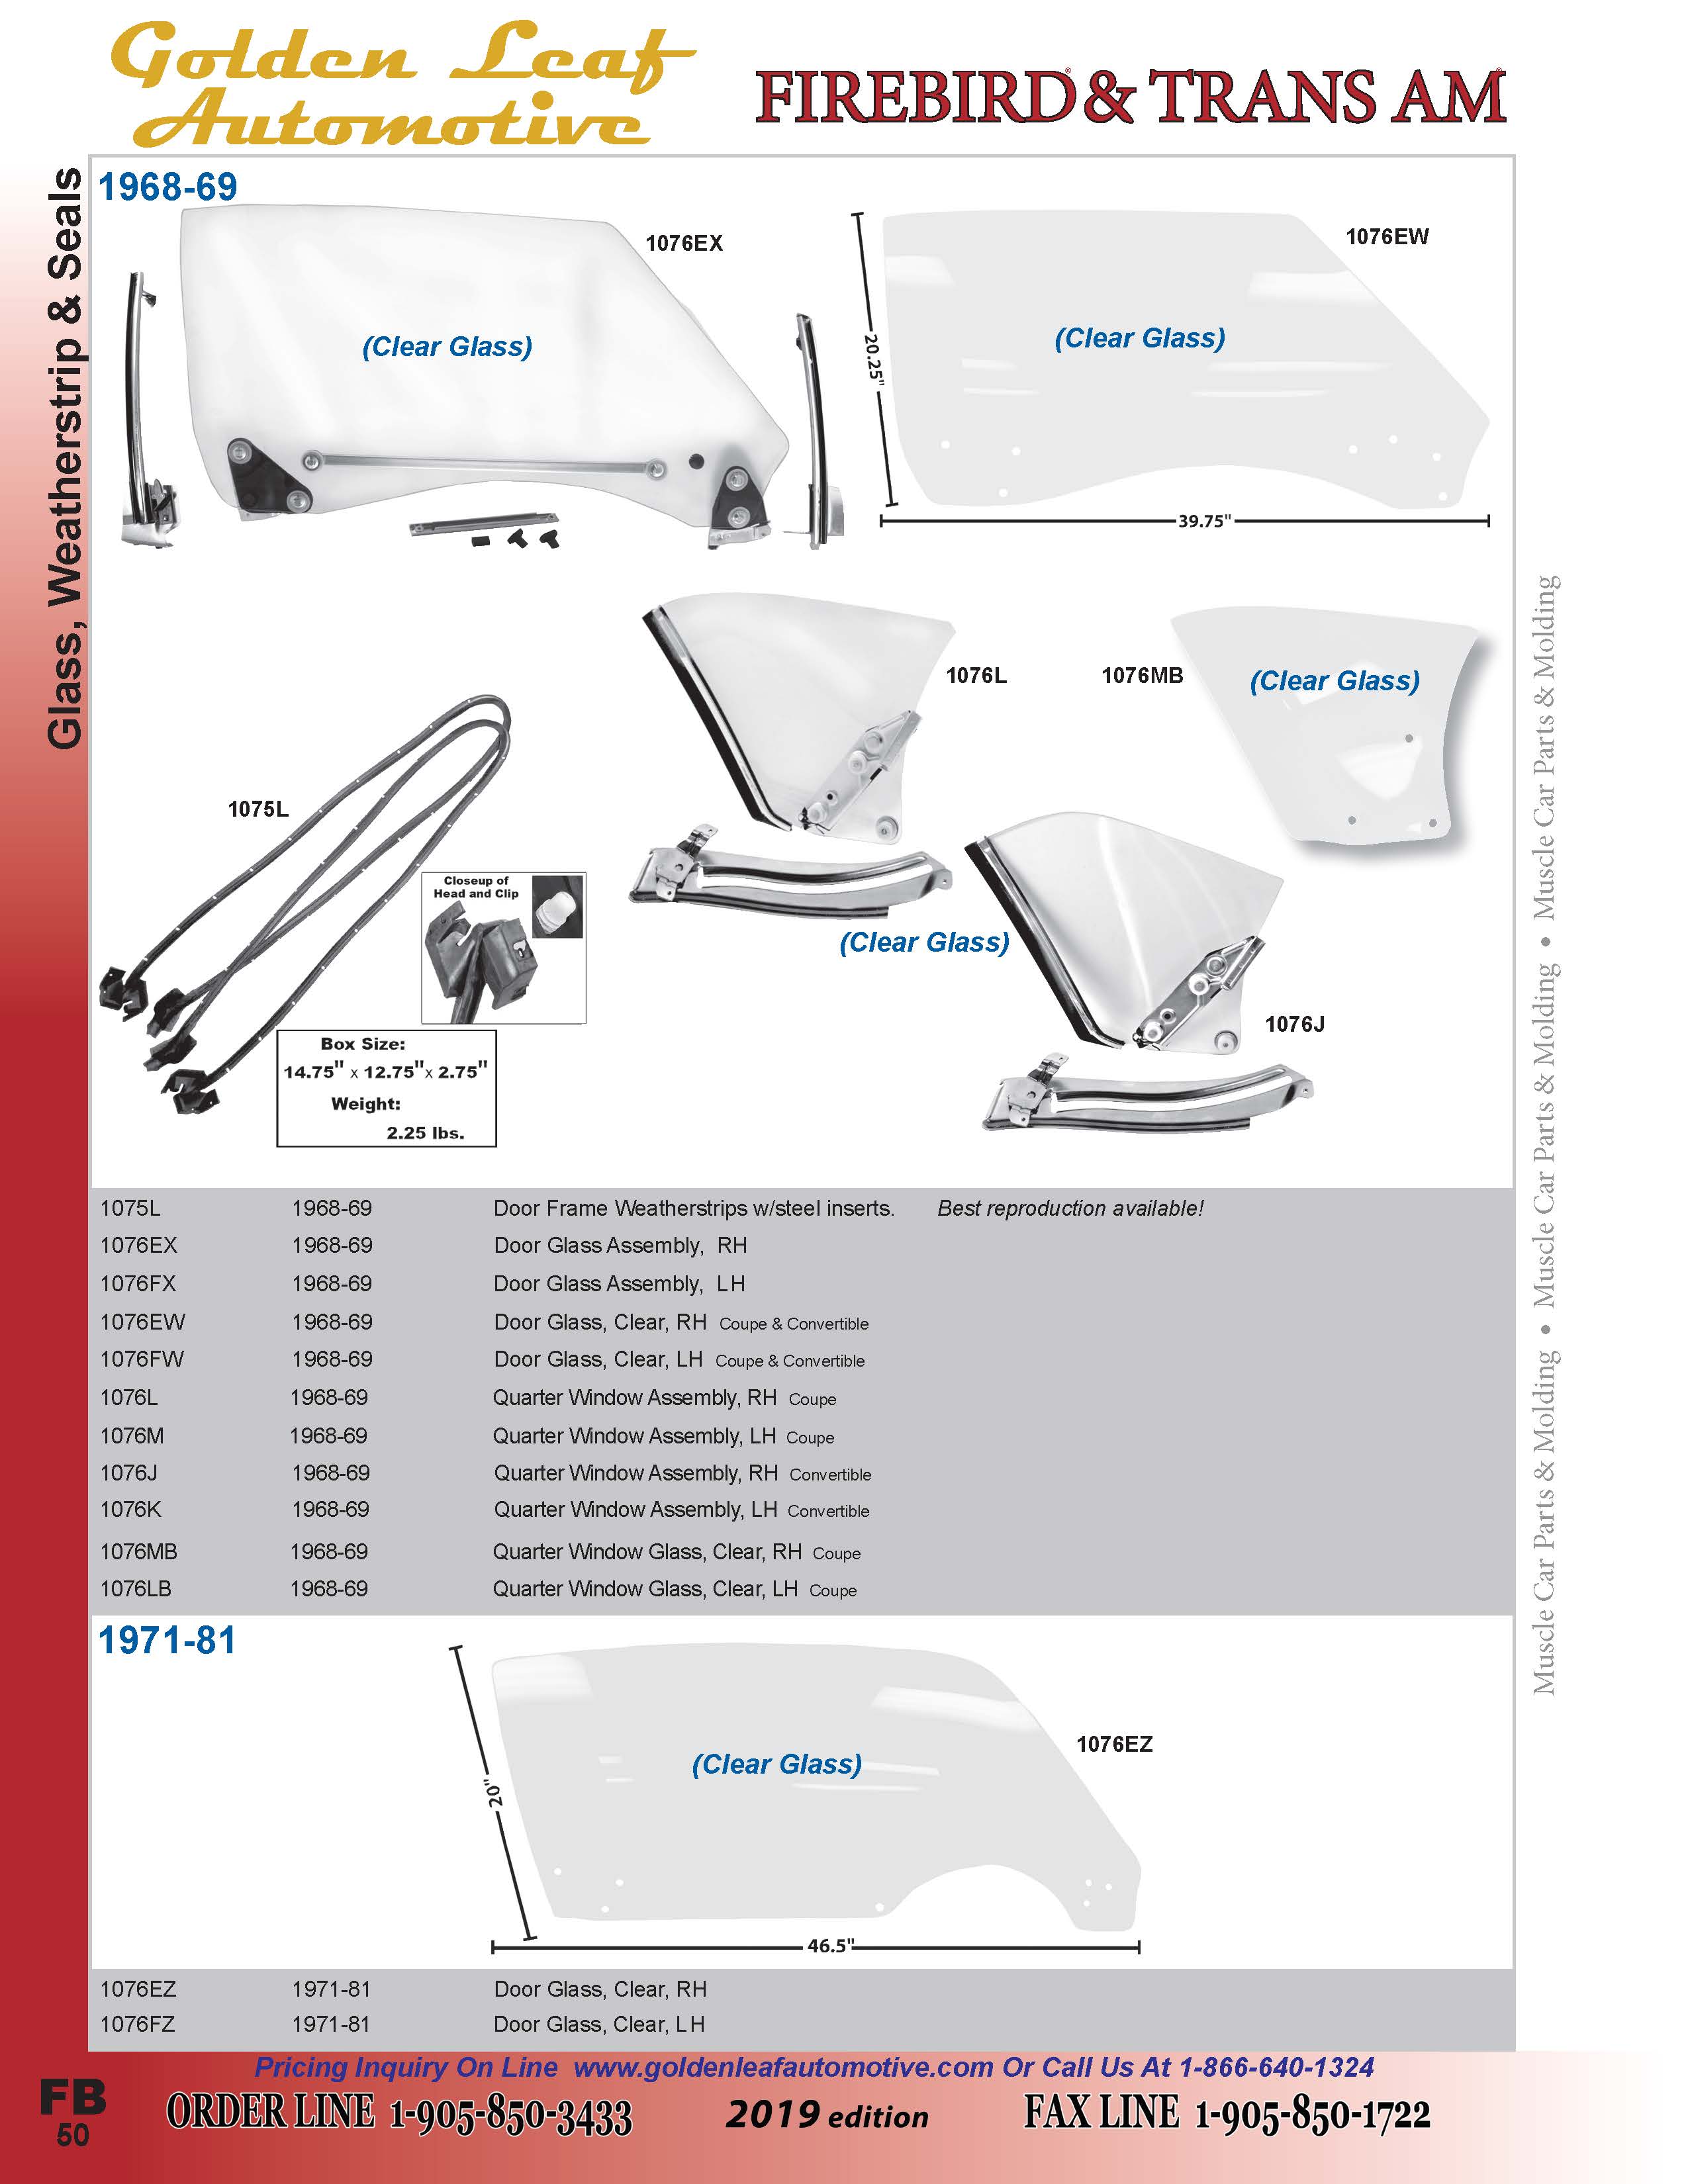 Golden Leaf
Automotive
FIREBIRD® & TRANS AM®
Glass, Weatherstrip & Seals
1968-69
1076EX
(Clear Glass)
1076EW
(Clear Glass)
20.25"
39.75"
1076L
1076MB
(Clear Glass)
1075L
Closeup of
Head and Clip
(Clear Glass)
1076J
Box Size:
14.75" x 12.75" x 2.75"
Weight:
2.25 lbs.
1075L 1968-69 Door Frame Weatherstrips w/steel inserts. Best reproduction available!
1076EX 1968-69 Door Glass Assembly, RH
1076FX 1968-69 Door Glass Assembly, LH
1076EW 1968-69 Door Glass, Clear, RH Coupe & Convertible
1076FW 1968-69 Door Glass, Clear, LH Coupe & Convertible
1076L 1968-69 Quarter Window Assembly, RH Coupe
1076M 1968-69 Quarter Window Assembly, LH Coupe
1076J 1968-69 Quarter Window Assembly, RH Convertible
1076K 1968-69 Quarter Window Assembly, LH Convertible
1076MB 1968-69 Quarter Window Glass, Clear, RH Coupe
1076LB 1968-69 Quarter Window Glass, Clear, LH Coupe
1971-81
1076EZ
(Clear Glass)
20"
46.5"
1076EZ 1971-81 Door Glass, Clear, RH
1076FZ 1971-81 Door Glass, Clear, LH
Muscle Car Parts & Molding • Muscle Car Parts & Molding • Muscle Car Parts & Molding
Pricing Inquiry On Line www.goldenleafautomotive.com Or Call Us At 1-866-640-1324
FB
50
ORDER LINE 1-905-850-3433
2019 edition
FAX LINE 1-905-850-1722